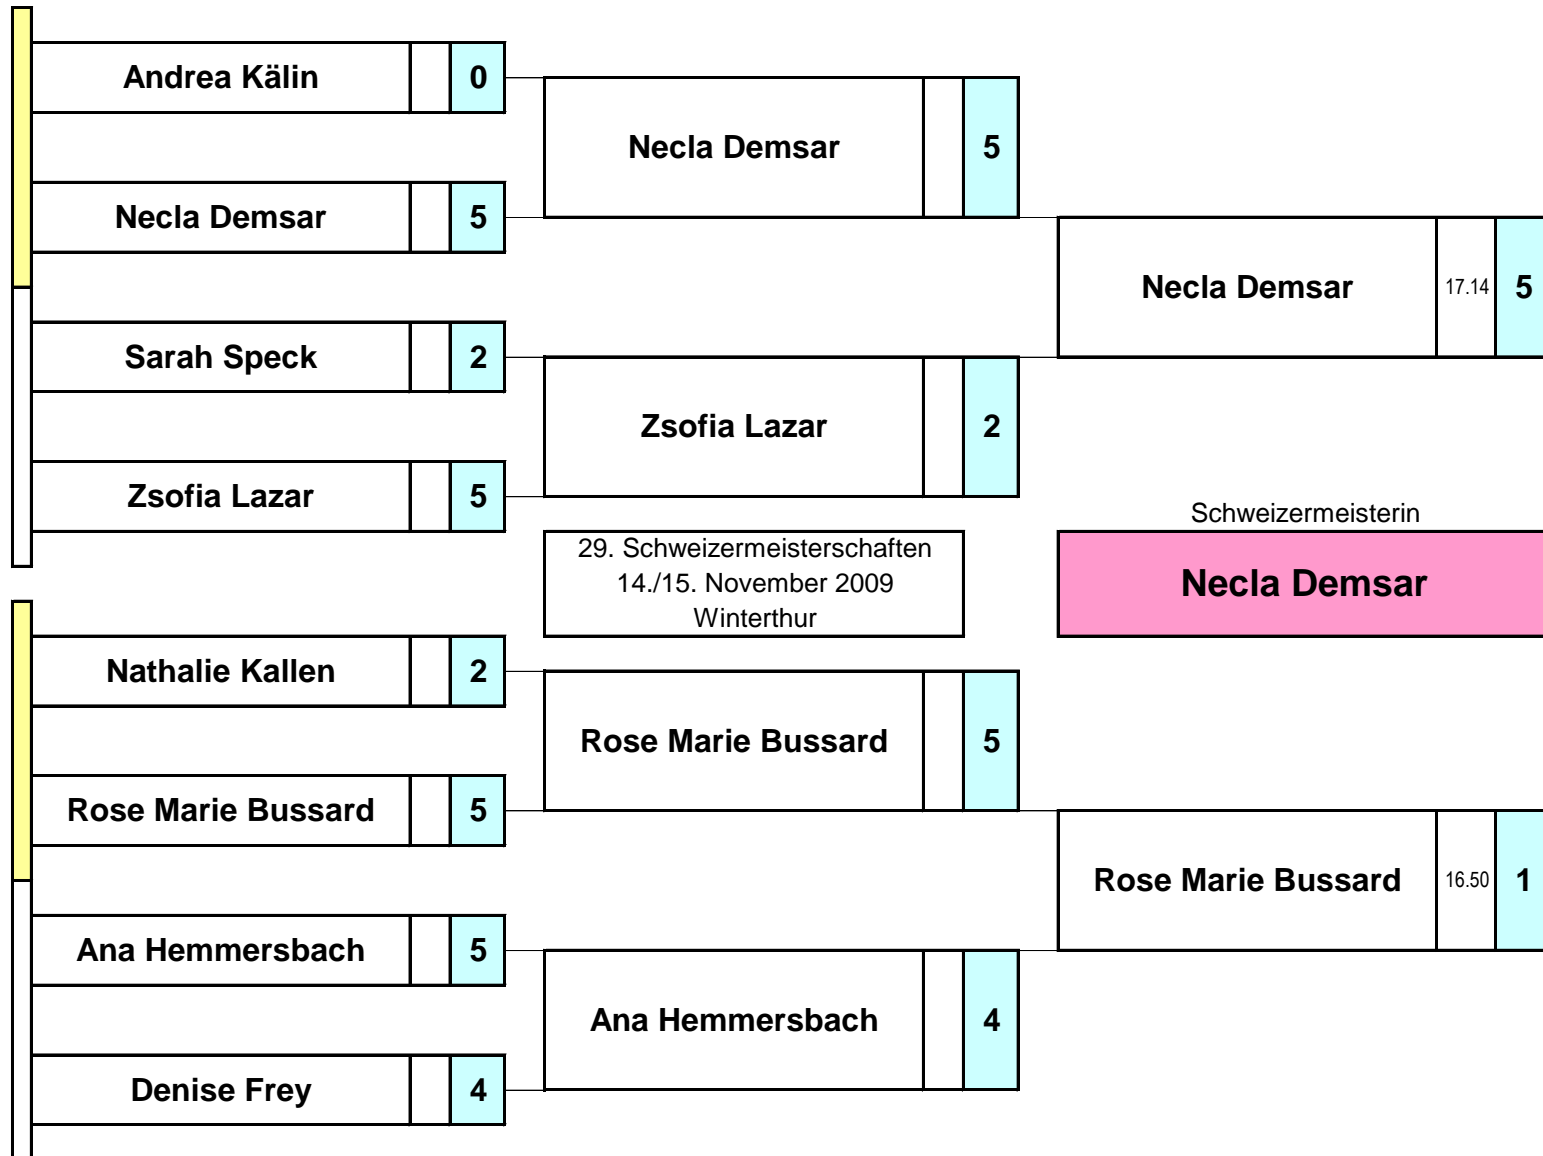 Andrea Kälin 0
Necla Demsar 5
Necla Demsar 5
Necla Demsar 17.14 5
Sarah Speck 2
Zsofia Lazar 2
Zsofia Lazar 5
Schweizermeisterin
29. Schweizermeisterschaften
14./15. November 2009
Winterthur
Necla Demsar
Nathalie Kallen 2
Rose Marie Bussard 5
Rose Marie Bussard 5
Rose Marie Bussard 16.50 1
Ana Hemmersbach 5
Ana Hemmersbach 4
Denise Frey 4